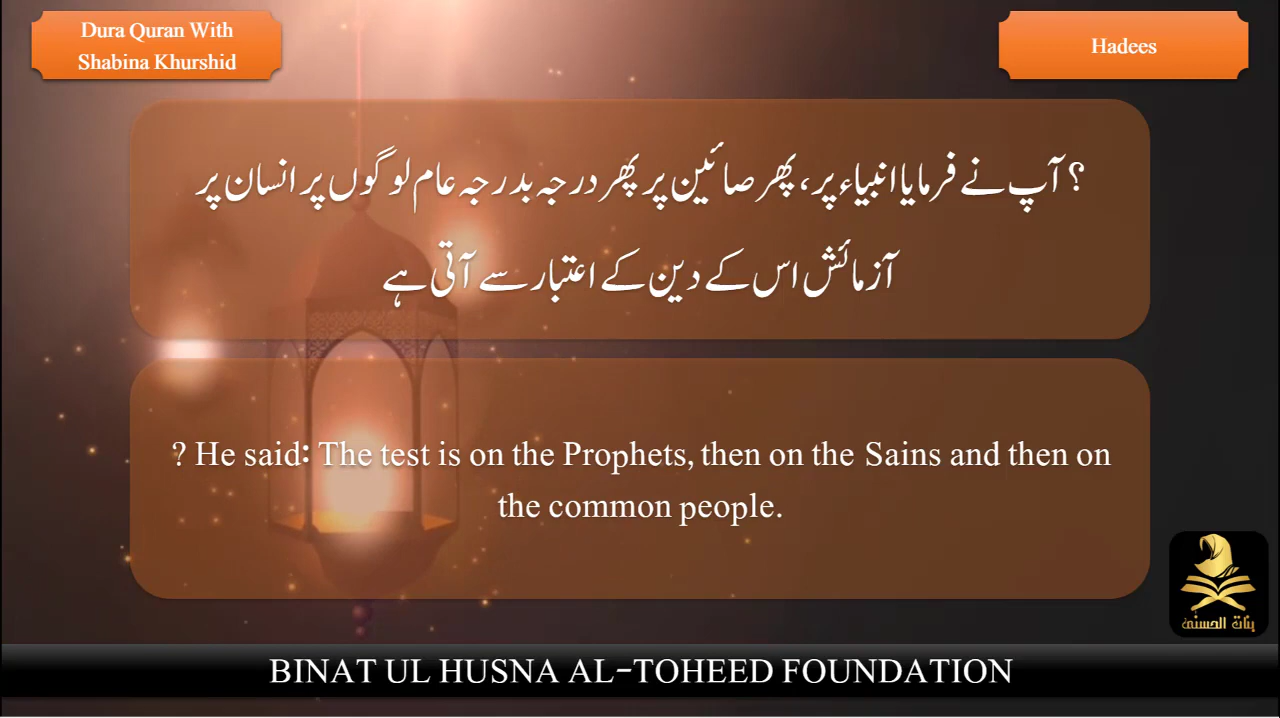 Dura Quran With
Shabina Khurshid
Hadees
؟ آپ نے فرمایا انبیاء پر، پھر صائین پر پھر درجہ بدرجہ عام لوگوں پر انسان پر
آزمائش اس کے دین کے اعتبار سے آتی ہے
? He said: The test is on the Prophets, then on the Sains and then on
the common people.
بنات الحسنى
BINAT UL HUSNA AL-TOHEED FOUNDATION